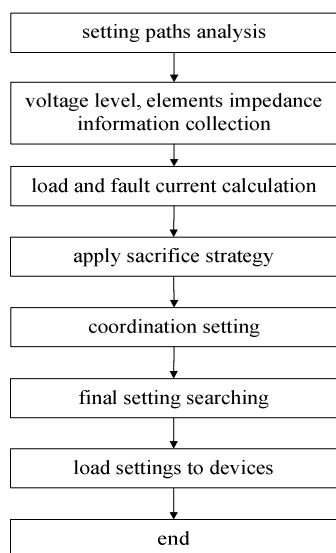 setting paths analysis
voltage level, elements impedance
information collection
load and fault current calculation
apply sacrifice strategy
coordination setting
final setting searching
load settings to devices
end